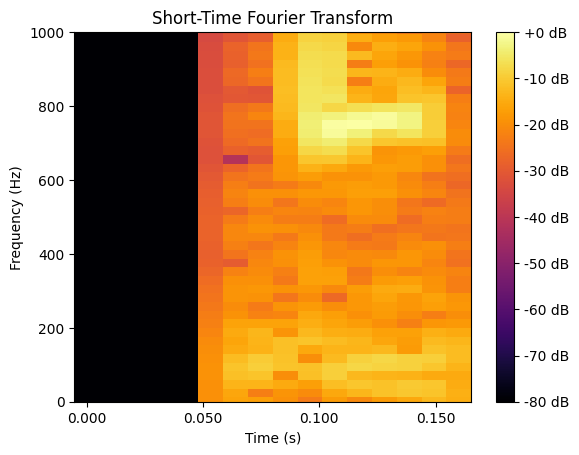 Short-Time Fourier Transform
1000
800
600
400
200
0
Frequency (Hz)
0.000
0.050
0.100
0.150
Time (s)
+0 dB
-10 dB
-20 dB
-30 dB
-40 dB
-50 dB
-60 dB
-70 dB
-80 dB